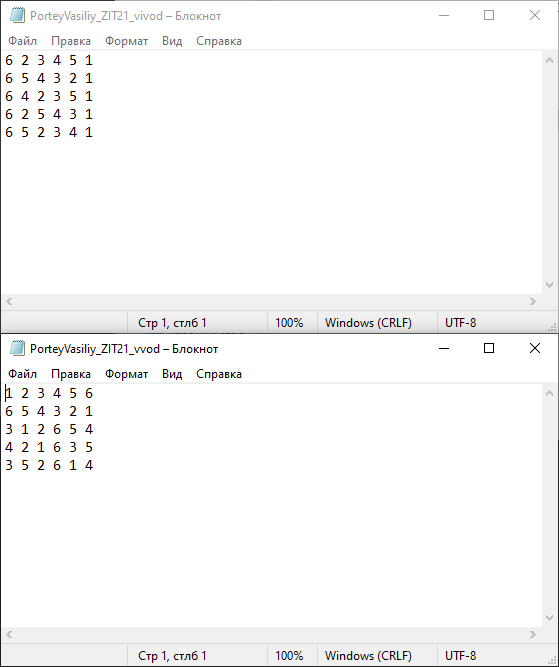 PorteyVasiliy_ZIT21_vivod – Блокнот
Файл Правка Формат Вид Справка
6 2 3 4 5 1
6 5 4 3 2 1
6 4 2 3 5 1
6 2 5 4 3 1
6 5 2 3 4 1
Стр 1, стлб 1 100% Windows (CRLF) UTF-8
PorteyVasiliy_ZIT21_vvod – Блокнот
Файл Правка Формат Вид Справка
1 2 3 4 5 6
6 5 4 3 2 1
3 1 2 6 5 4
4 2 1 6 3 5
3 5 2 6 1 4
Стр 1, стлб 1 100% Windows (CRLF) UTF-8